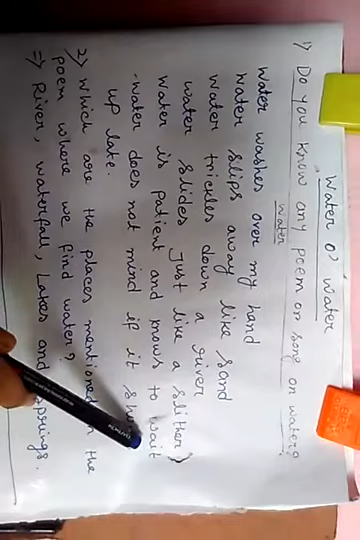 Water O' Water
1) Do you know any poem or song on water?
Water
Water washes over my hand
Water slips away like sand
Water trickles down a river
Water slides just like a slither
Water is patient and knows to wait
Water does not mind if it
up late.
2) Which are the places mentioned in the
poem where we find water?
⇒ River, waterfall, Lakes and springs.